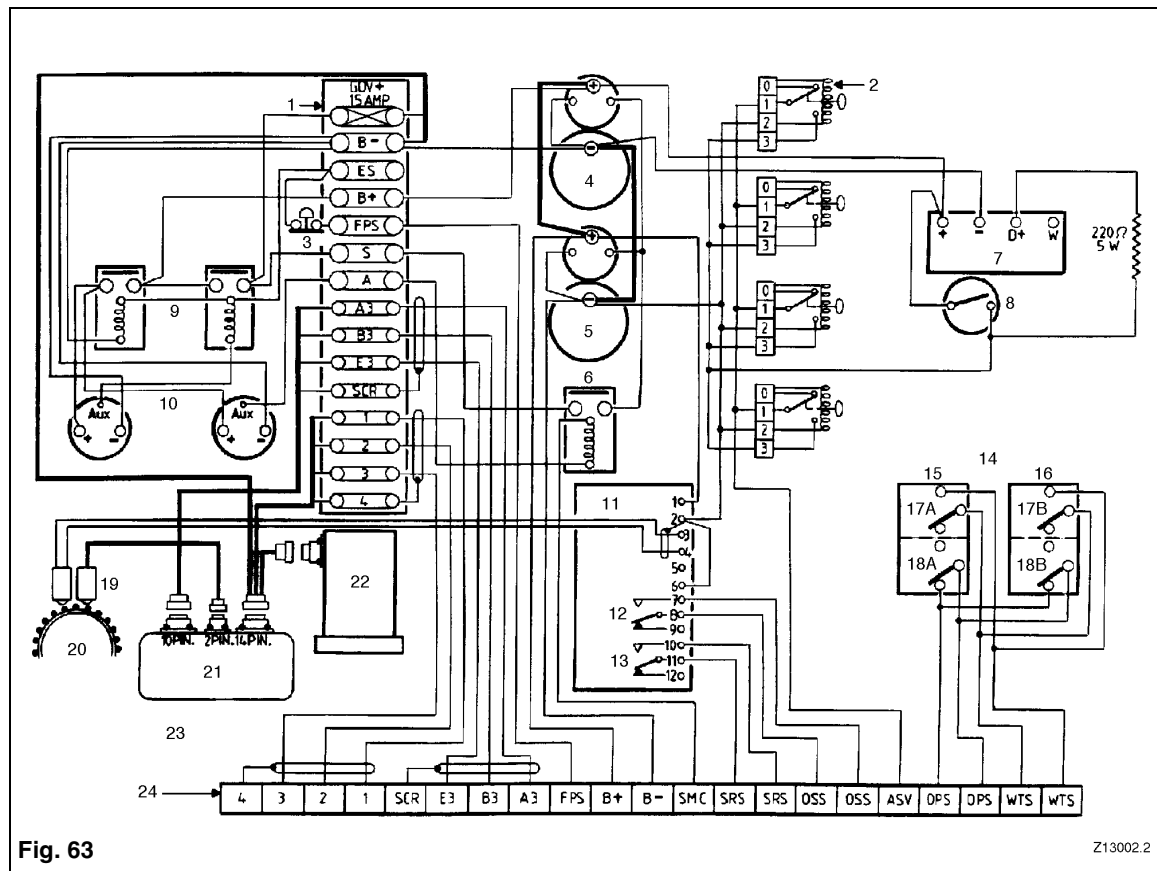 GOV+
15 AMP
1
B-
ES
B+
FPS
S
A
A3
B3
E3
SCR
1
2
3
4
3
9
10
Aux
+
-
Aux
+
-
+
-
4
+
-
5
6
0
1
2
3
2
0
1
2
3
0
1
2
3
0
1
2
3
+
-
D+
W
7
8
220Ω
5 W
11
1
2
3
4
5
6
7
8
9
10
11
12
12
13
14
15
16
17A
17B
18A
18B
19
20
10PIN.
2PIN.
14PIN.
21
22
23
24
4 3 2 1 SCR E3 B3 A3 FPS B+ B- SMC SRS SRS OSS OSS ASV OPS OPS WTS WTS
Fig. 63
Z13002.2